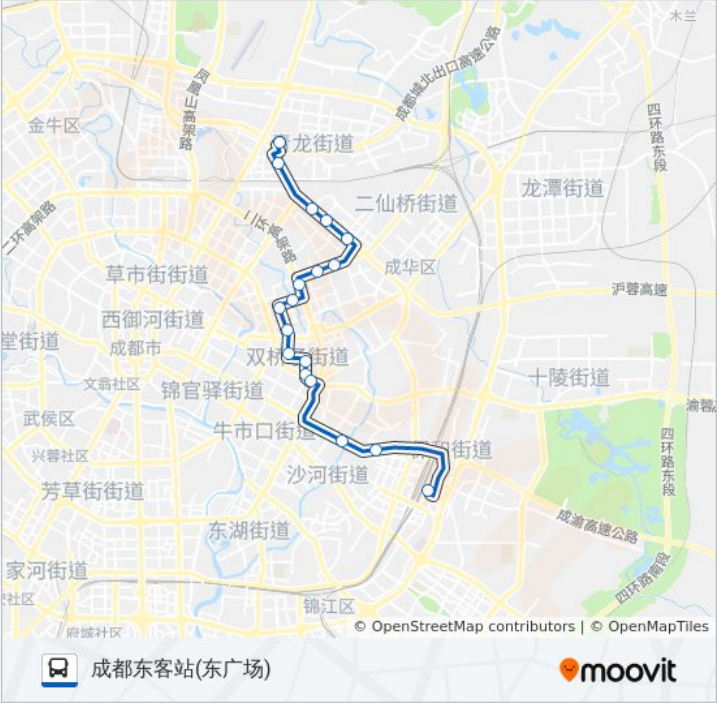 木兰
成都城北出口高速公路
凤凰山高架路
四环路东段
金牛区
龙街道
龙潭街道
二仙桥街道
二环高架路
二环高架路
成华区
草市街街道
沪蓉高速
西御河街道
堂街道
成都市
双桥子街道
十陵街道
文翁社区
锦官驿街道
渝蓉
武侯区
牛市口街道
和街道
四环路东段
兴蓉社区
沙河街道
芳草街街道
成渝高速公路
东湖街道
家河街道
四环路南段
锦江区
府城社区
© OpenStreetMap contributors | © OpenMapTiles
成都东客站(东广场)
moovit